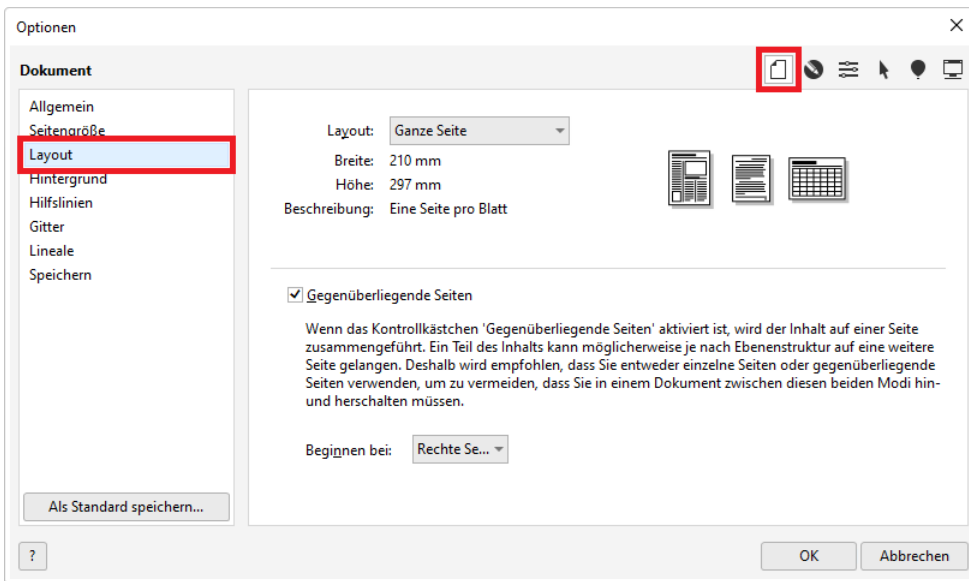 Optionen
Dokument
Allgemein
Seitengröße
Layout
Hintergrund
Hilfslinien
Gitter
Lineale
Speichern
Als Standard speichern...
Layout: Ganze Seite
Breite: 210 mm
Höhe: 297 mm
Beschreibung: Eine Seite pro Blatt
Gegenüberliegende Seiten
Wenn das Kontrollkästchen 'Gegenüberliegende Seiten' aktiviert ist, wird der Inhalt auf einer Seite
zusammengeführt. Ein Teil des Inhalts kann möglicherweise je nach Ebenenstruktur auf eine weitere
Seite gelangen. Deshalb wird empfohlen, dass Sie entweder einzelne Seiten oder gegenüberliegende
Seiten verwenden, um zu vermeiden, dass Sie in einem Dokument zwischen diesen beiden Modi hin-
und herschalten müssen.
Beginnen bei: Rechte Se...
?
OK
Abbrechen